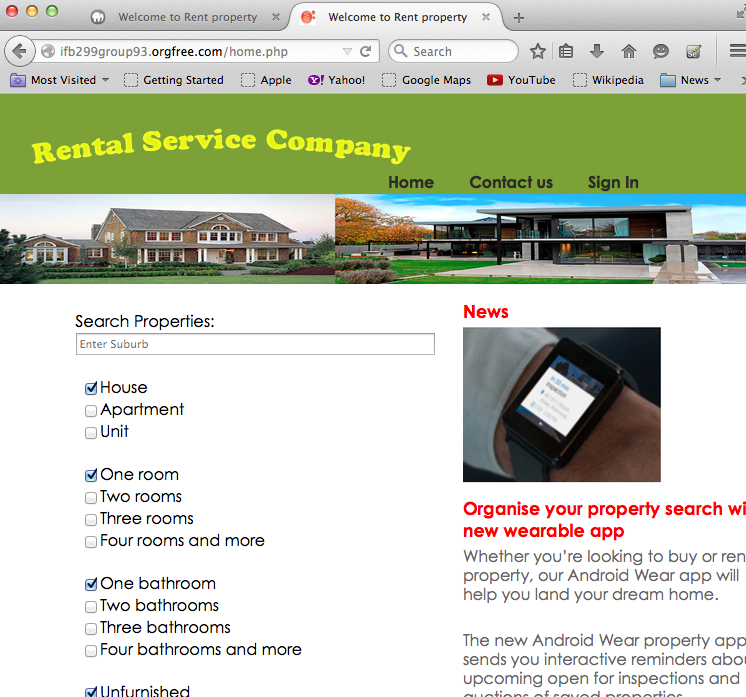 Welcome to Rent property
Welcome to Rent property
ifb299group93.orgfree.com/home.php
Search
Most Visited
Getting Started
Apple
Yahoo!
Google Maps
YouTube
Wikipedia
News
Rental Service Company
Home
Contact us
Sign In
Search Properties:
Enter Suburb
House
Apartment
Unit
One room
Two rooms
Three rooms
Four rooms and more
One bathroom
Two bathrooms
Three bathrooms
Four bathrooms and more
Unfurnished
News
Organise your property search wi
new wearable app
Whether you're looking to buy or ren
property, our Android Wear app will
help you land your dream home.
The new Android Wear property app
sends you interactive reminders abou
upcoming open for inspections and
auctions of saved properties.